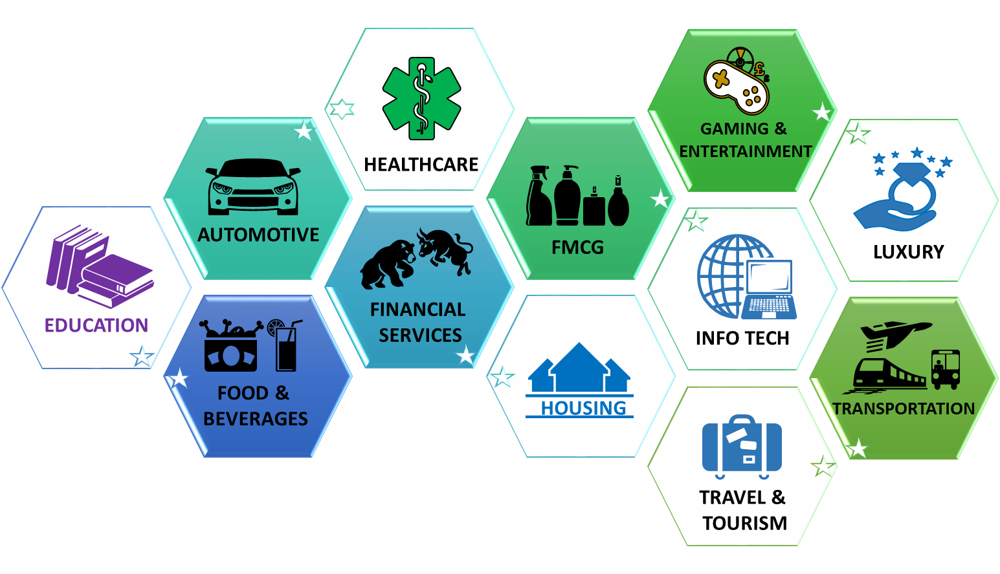 HEALTHCARE
GAMING &
ENTERTAINMENT
AUTOMOTIVE
FMCG
LUXURY
EDUCATION
FINANCIAL
SERVICES
INFO TECH
FOOD &
BEVERAGES
HOUSING
TRANSPORTATION
TRAVEL &
TOURISM